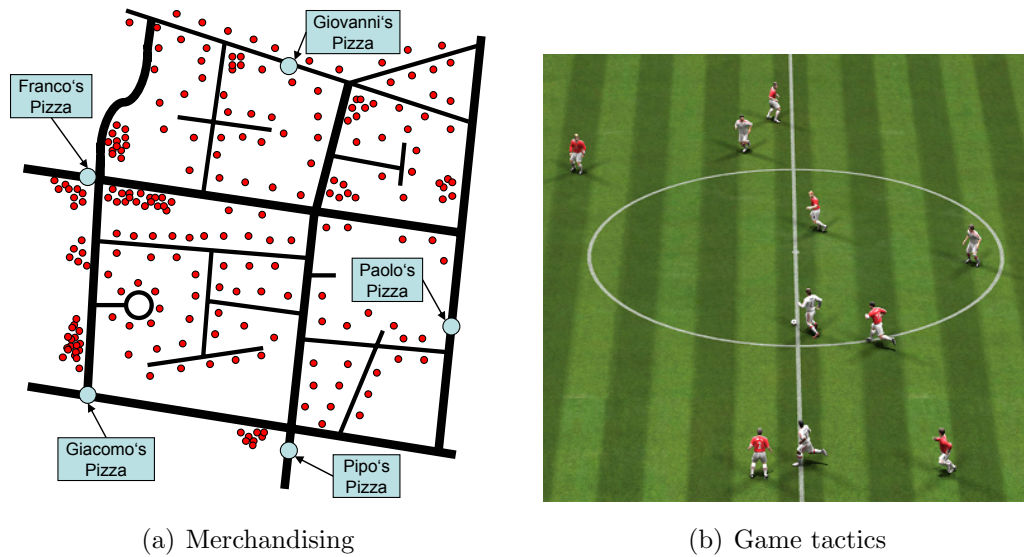 Giovanni‘s
Pizza
Franco‘s
Pizza
Paolo‘s
Pizza
Giacomo‘s
Pizza
Pipo‘s
Pizza
(a) Merchandising
(b) Game tactics